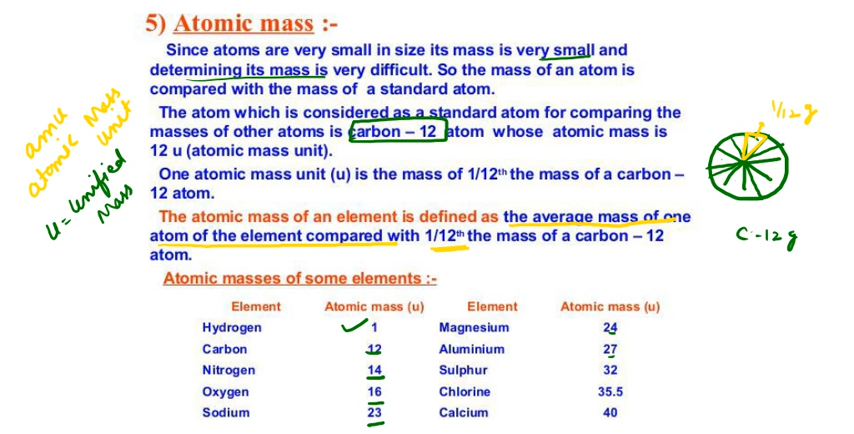 5) Atomic mass :-
Since atoms are very small in size its mass is very small and
determining its mass is very difficult. So the mass of an atom is
compared with the mass of a standard atom.
The atom which is considered as a standard atom for comparing the
masses of other atoms is carbon – 12 atom whose atomic mass is
12 u (atomic mass unit).
One atomic mass unit (u) is the mass of 1/12th the mass of a carbon –
12 atom.
The atomic mass of an element is defined as the average mass of one
atom of the element compared with 1/12th the mass of a carbon – 12
atom.
amu
atomic Mass
unit
u = unified
Mass
1/12 g
C-12 g
Atomic masses of some elements :-
Element Atomic mass (u) Element Atomic mass (u)
Hydrogen 1 Magnesium 24
Carbon 12 Aluminium 27
Nitrogen 14 Sulphur 32
Oxygen 16 Chlorine 35.5
Sodium 23 Calcium 40